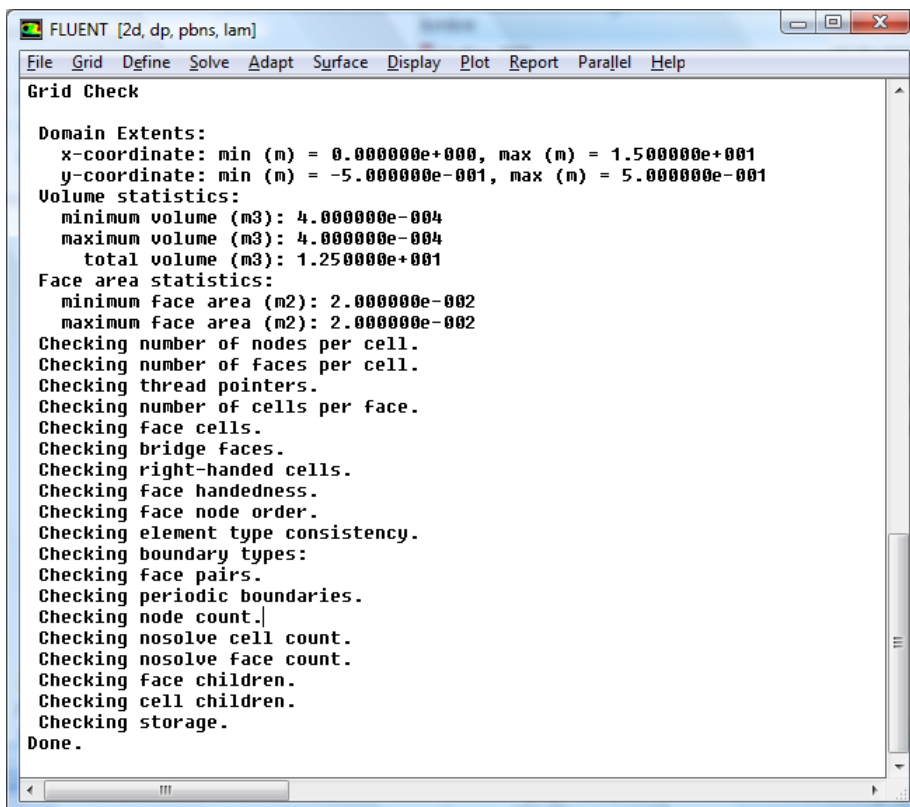 FLUENT [2d, dp, pbns, lam]
File Grid Define Solve Adapt Surface Display Plot Report Parallel Help
Grid Check
Domain Extents:
x-coordinate: min (m) = 0.000000e+000, max (m) = 1.500000e+001
y-coordinate: min (m) = -5.000000e-001, max (m) = 5.000000e-001
Volume statistics:
minimum volume (m3): 4.000000e-004
maximum volume (m3): 4.000000e-004
total volume (m3): 1.250000e+001
Face area statistics:
minimum face area (m2): 2.000000e-002
maximum face area (m2): 2.000000e-002
Checking number of nodes per cell.
Checking number of faces per cell.
Checking thread pointers.
Checking number of cells per face.
Checking face cells.
Checking bridge faces.
Checking right-handed cells.
Checking face handedness.
Checking face node order.
Checking element type consistency.
Checking boundary types:
Checking face pairs.
Checking periodic boundaries.
Checking node count.
Checking nosolve cell count.
Checking nosolve face count.
Checking face children.
Checking cell children.
Checking storage.
Done.